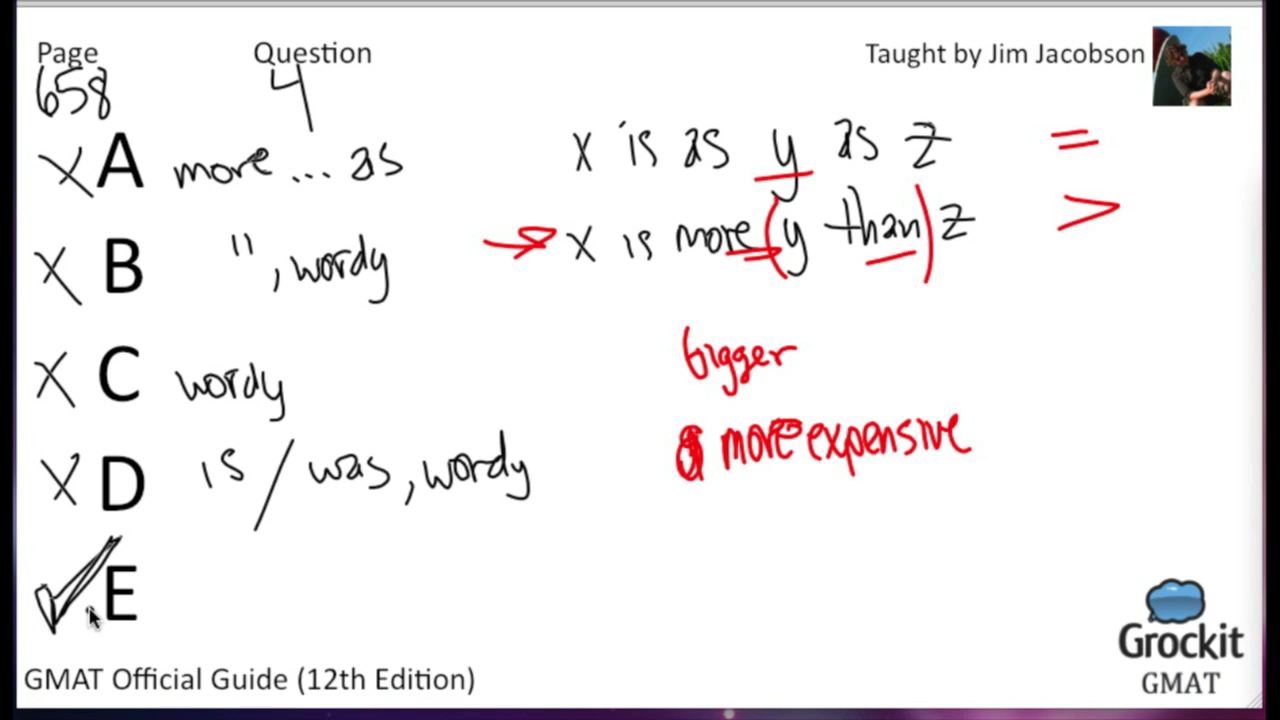 Page Question Taught by Jim Jacobson
658 4
X A more ... as
X B " , wordy
X C wordy
X D is / was, wordy
✓ E
x is as y as z =
x is more (y than) z >
bigger
more expensive
GMAT Official Guide (12th Edition)
Grockit
GMAT